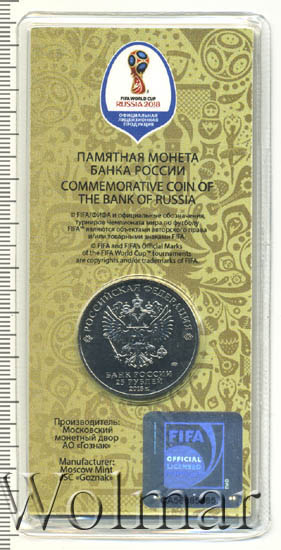 FIFA WORLD CUP
RUSSIA 2018
ОФИЦИАЛЬНАЯ
ЛИЦЕНЗИОННАЯ
ПРОДУКЦИЯ
ПАМЯТНАЯ МОНЕТА
БАНКА РОССИИ
COMMEMORATIVE COIN OF
THE BANK OF RUSSIA
© FIFA/ФИФА и официальные обозначения
турниров Чемпионата мира по футболу
FIFA™ являются объектами авторского права
и/или товарными знаками FIFA.
© FIFA and FIFA's Official Marks
of the FIFA World Cup™ tournaments
are copyrights and/or trademarks of FIFA.
РОССИЙСКАЯ ФЕДЕРАЦИЯ
БАНК РОССИИ
25 РУБЛЕЙ
2018 г.
Производитель:
Московский
монетный двор
АО «Гознак»
Manufacturer:
Moscow Mint
JSC «Goznak»
FIFA
OFFICIAL
LICENSED
Wolmar